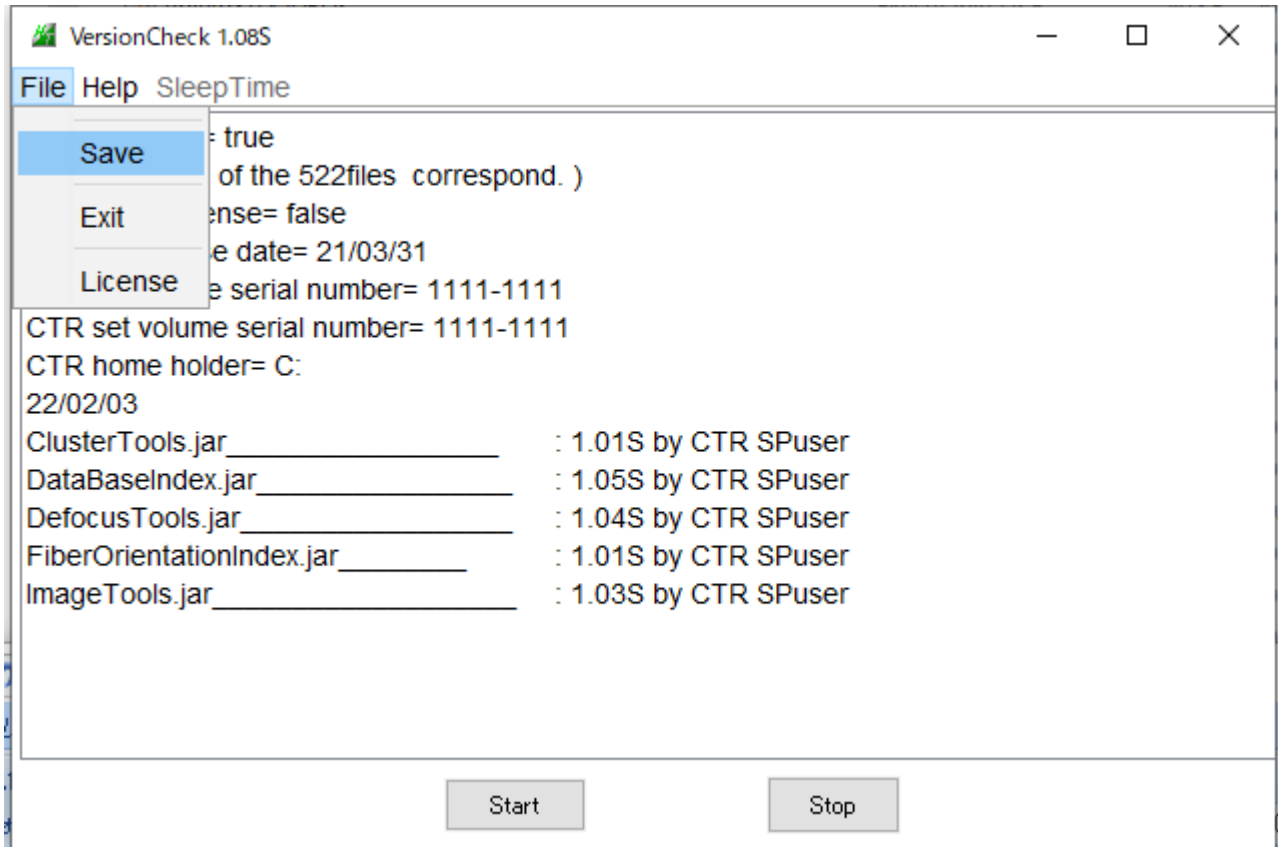 VersionCheck 1.08S
File Help SleepTime
Save
Exit
License
= true
of the 522files correspond. )
ense= false
e date= 21/03/31
e serial number= 1111-1111
CTR set volume serial number= 1111-1111
CTR home holder= C:
22/02/03
ClusterTools.jar_________________ : 1.01S by CTR SPuser
DataBaseIndex.jar________________ : 1.05S by CTR SPuser
DefocusTools.jar_________________ : 1.04S by CTR SPuser
FiberOrientationIndex.jar________ : 1.01S by CTR SPuser
ImageTools.jar___________________ : 1.03S by CTR SPuser
Start Stop